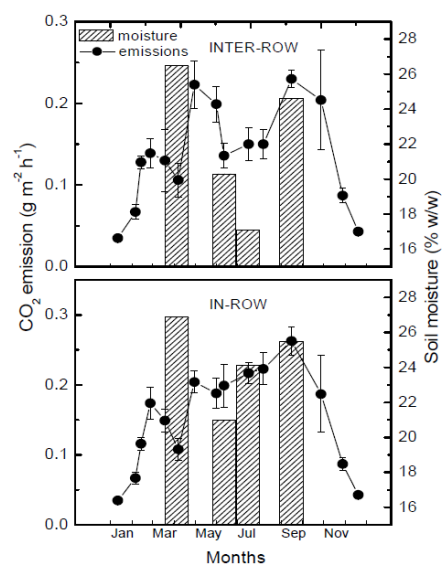 moisture
emissions
INTER-ROW
0.3
0.2
0.1
0.0
28
26
24
22
20
18
16
IN-ROW
0.3
0.2
0.1
0.0
28
26
24
22
20
18
16
CO2 emission (g m-2 h-1)
Soil moisture (% w/w)
Jan Mar May Jul Sep Nov
Months